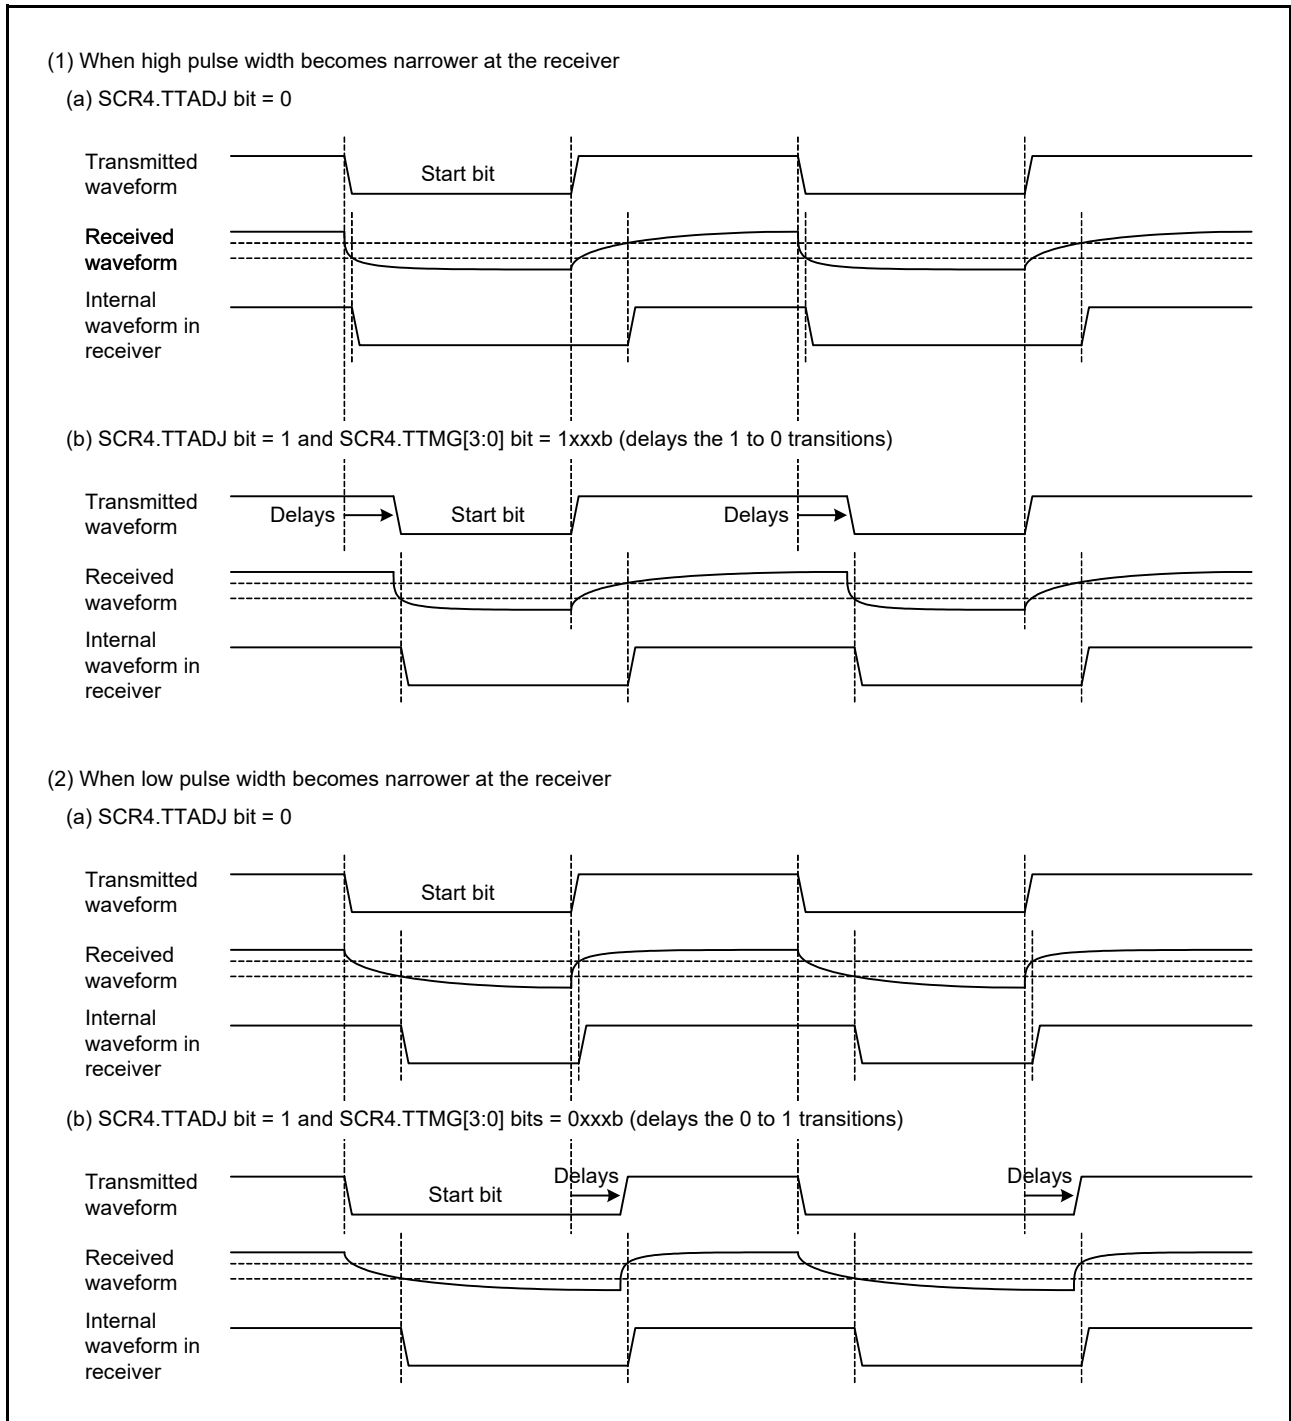 (1) When high pulse width becomes narrower at the receiver
(a) SCR4.TTADJ bit = 0
Transmitted
waveform
Start bit
Received
waveform
Internal
waveform in
receiver
(b) SCR4.TTADJ bit = 1 and SCR4.TTMG[3:0] bit = 1xxxb (delays the 1 to 0 transitions)
Transmitted
waveform
Delays
Start bit
Delays
Received
waveform
Internal
waveform in
receiver
(2) When low pulse width becomes narrower at the receiver
(a) SCR4.TTADJ bit = 0
Transmitted
waveform
Start bit
Received
waveform
Internal
waveform in
receiver
(b) SCR4.TTADJ bit = 1 and SCR4.TTMG[3:0] bits = 0xxxb (delays the 0 to 1 transitions)
Transmitted
waveform
Start bit
Delays
Delays
Received
waveform
Internal
waveform in
receiver